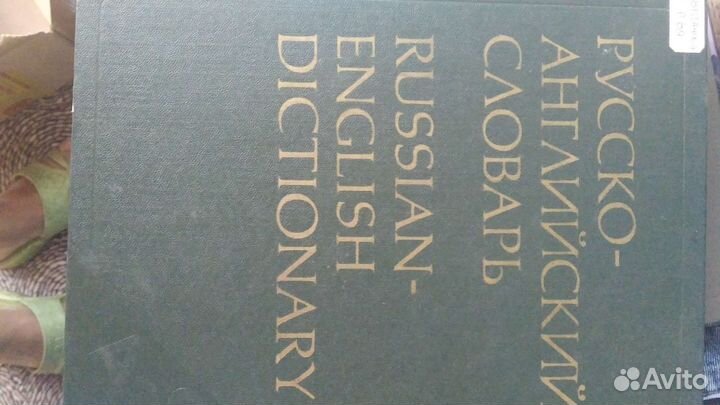 РУССКО-
АНГЛИЙСКИЙ
СЛОВАРЬ
RUSSIAN-
ENGLISH
DICTIONARY
Avito